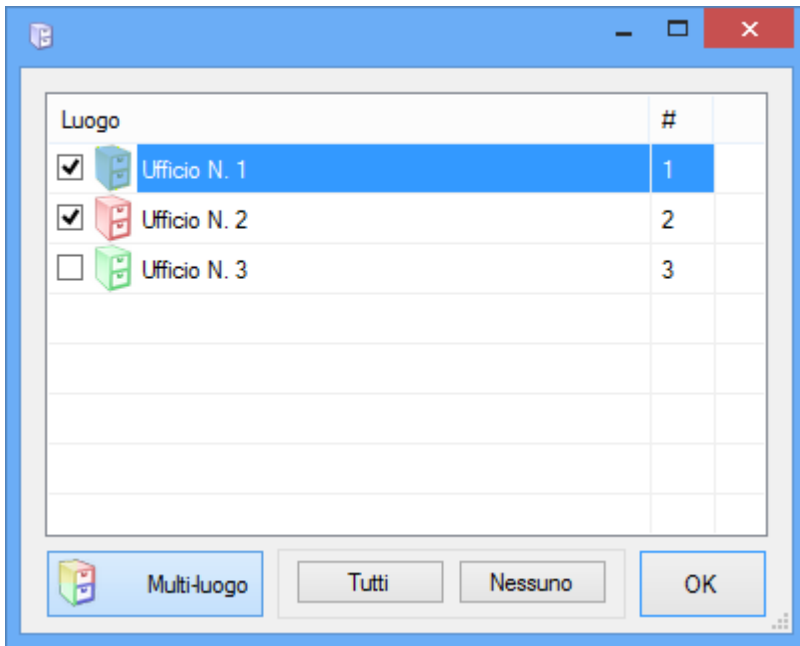 Luogo #
Ufficio N. 1 1
Ufficio N. 2 2
Ufficio N. 3 3
Multi-luogo Tutti Nessuno OK